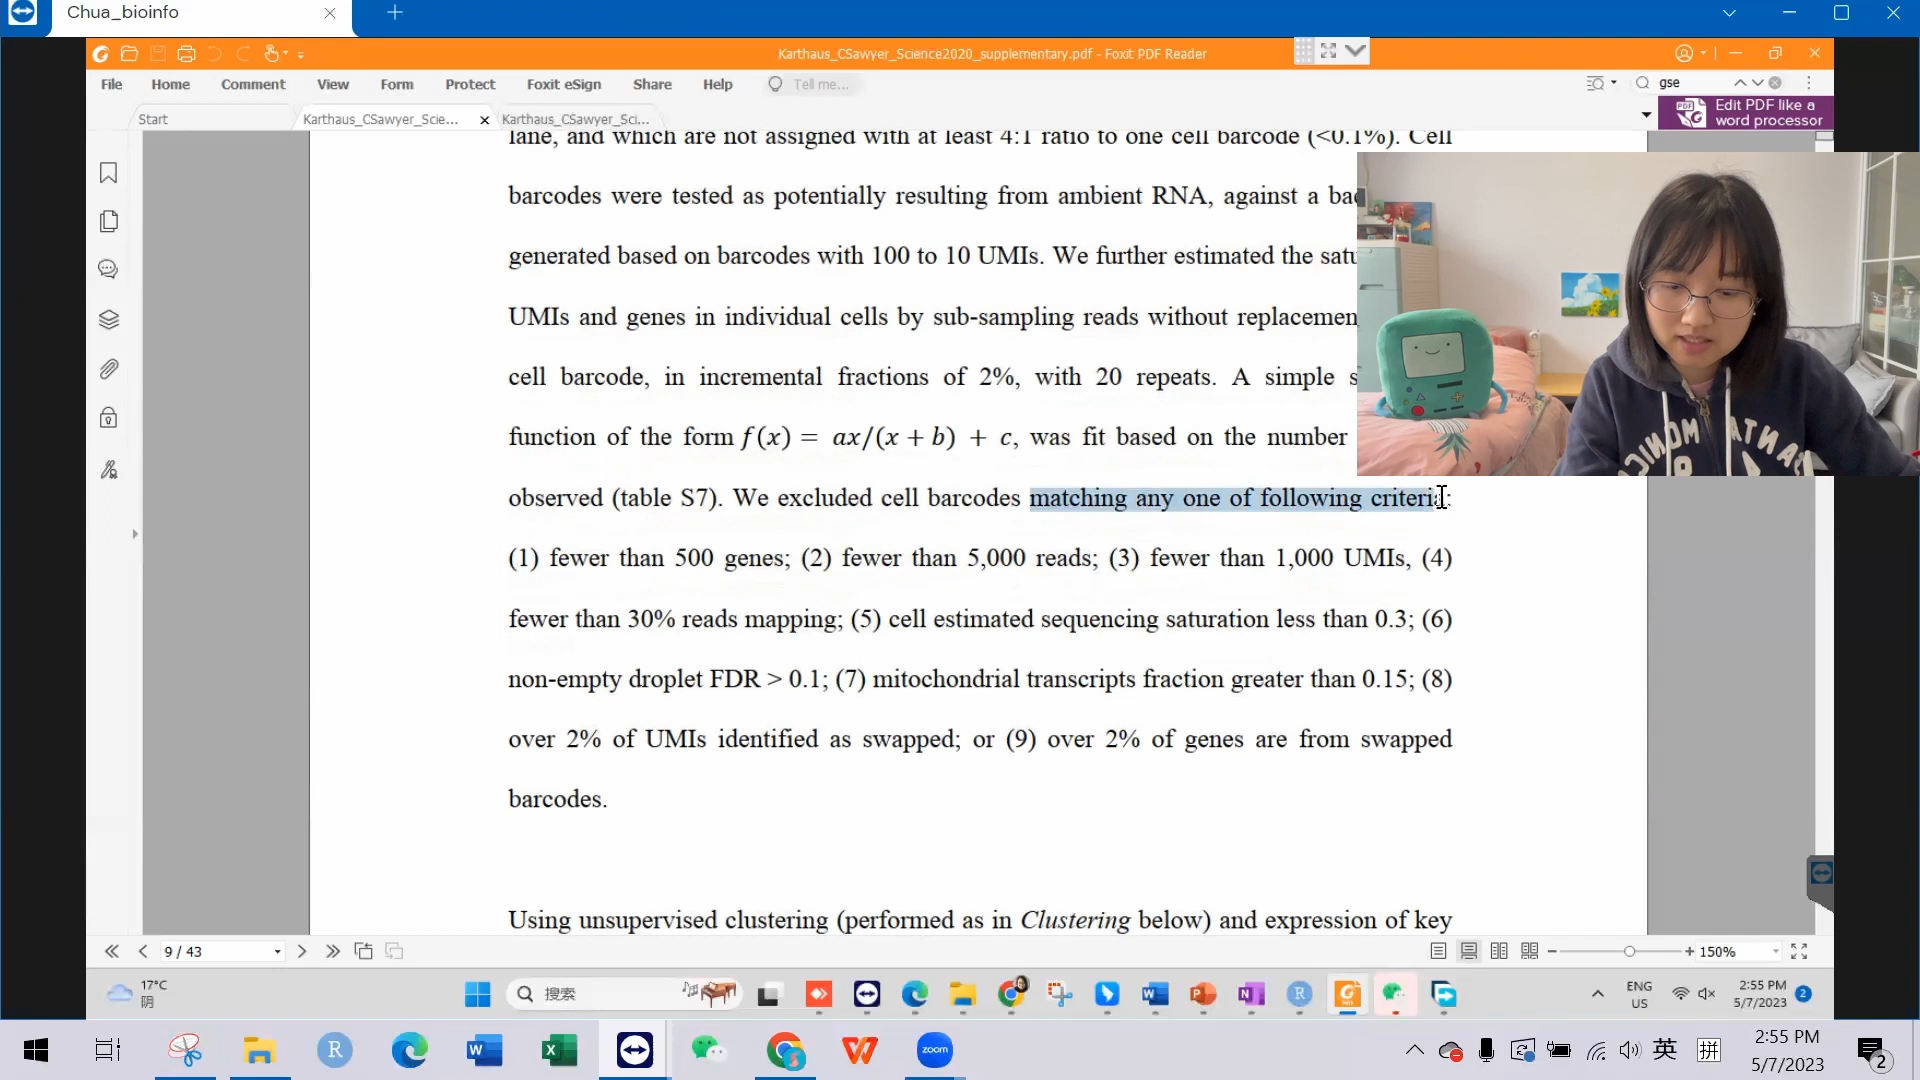 Chua_bioinfo
Karthaus_CSawyer_Science2020_supplementary.pdf - Foxit PDF Reader
File Home Comment View Form Protect Foxit eSign Share Help Tell me... gse
Edit PDF like a
word processor
Start Karthaus_CSawyer_Scie... Karthaus_CSawyer_Sci...
lane, and which are not assigned with at least 4:1 ratio to one cell barcode (<0.1%). Cell
barcodes were tested as potentially resulting from ambient RNA, against a bac
generated based on barcodes with 100 to 10 UMIs. We further estimated the satu
UMIs and genes in individual cells by sub-sampling reads without replacemen
cell barcode, in incremental fractions of 2%, with 20 repeats. A simple s
function of the form f(x) = ax/(x + b) + c, was fit based on the number
observed (table S7). We excluded cell barcodes matching any one of following criteria:
(1) fewer than 500 genes; (2) fewer than 5,000 reads; (3) fewer than 1,000 UMIs, (4)
fewer than 30% reads mapping; (5) cell estimated sequencing saturation less than 0.3; (6)
non-empty droplet FDR > 0.1; (7) mitochondrial transcripts fraction greater than 0.15; (8)
over 2% of UMIs identified as swapped; or (9) over 2% of genes are from swapped
barcodes.
Using unsupervised clustering (performed as in Clustering below) and expression of key
9 / 43
150%
17°C
阴
搜索
ENG
US
2:55 PM
5/7/2023
2
zoom
英
拼
2:55 PM
5/7/2023
2